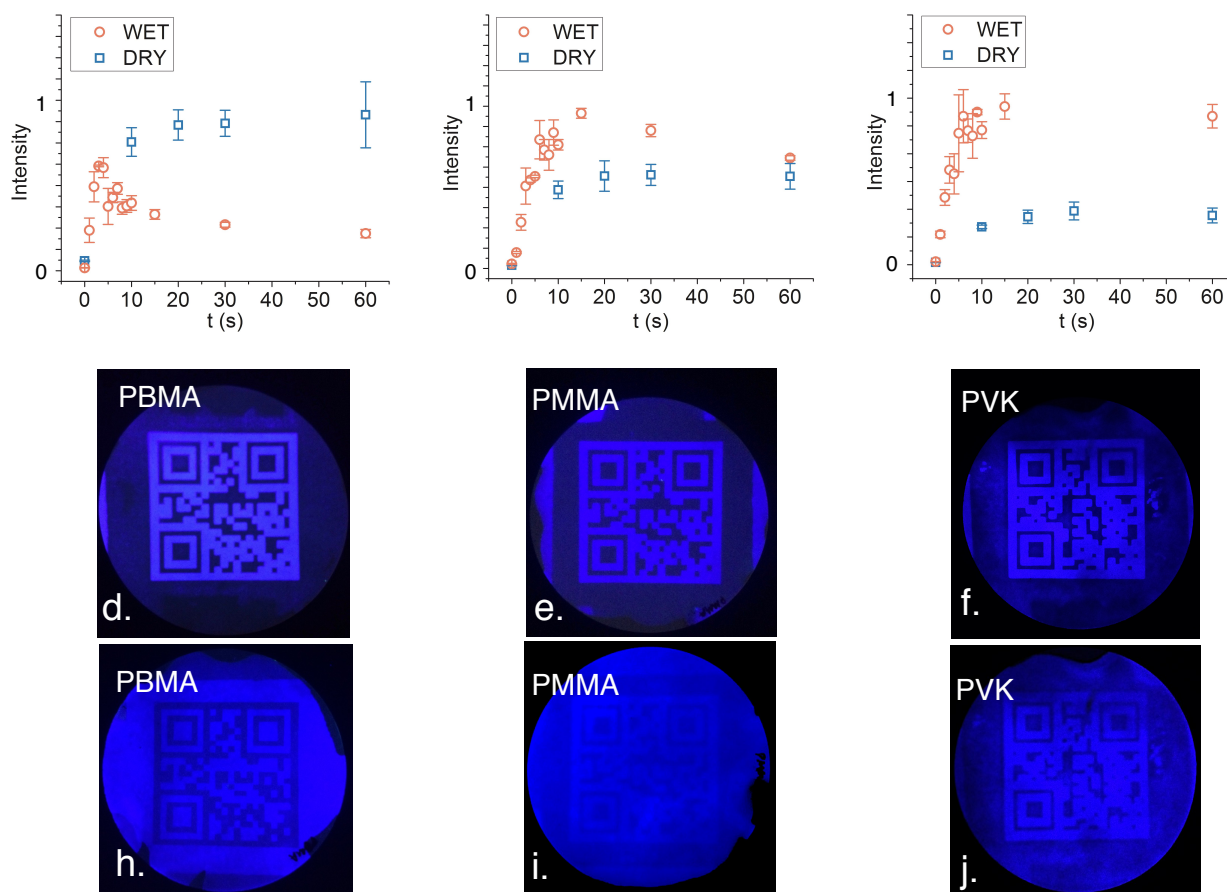 WET
DRY
Intensity
1
0
0 10 20 30 40 50 60
t (s)
WET
DRY
Intensity
1
0
0 10 20 30 40 50 60
t (s)
WET
DRY
Intensity
1
0
0 10 20 30 40 50 60
t (s)
PBMA
d.
PMMA
e.
PVK
f.
PBMA
h.
PMMA
i.
PVK
j.